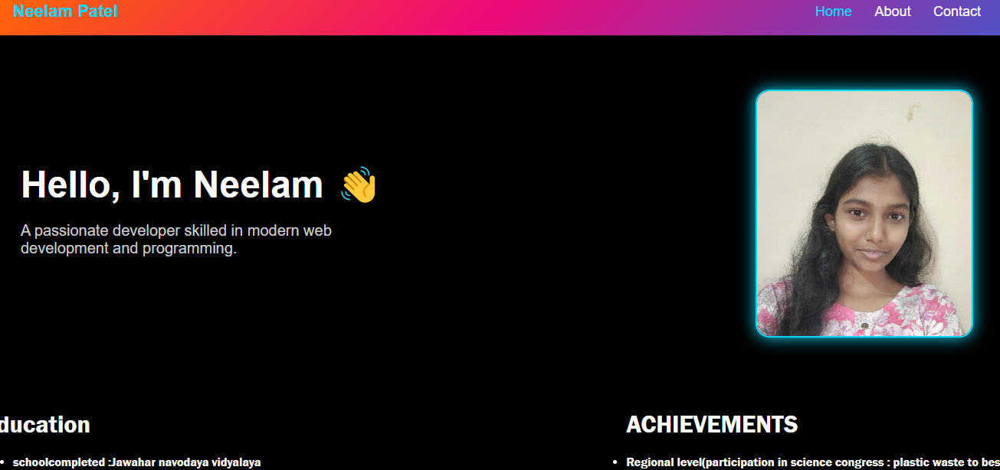 Neelam Patel
Home About Contact
Hello, I'm Neelam 👋
A passionate developer skilled in modern web
development and programming.
ducation
ACHIEVEMENTS
• schoolcompleted :Jawahar navodaya vidyalaya
• Regional level(participation in science congress : plastic waste to bes